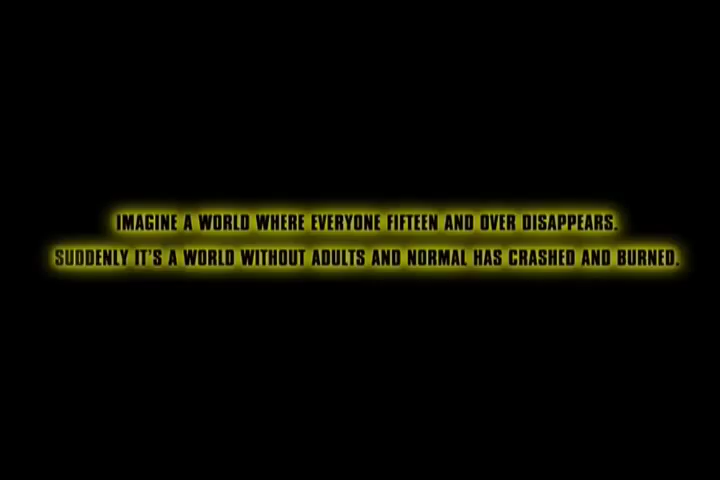 IMAGINE A WORLD WHERE EVERYONE FIFTEEN AND OVER DISAPPEARS.
SUDDENLY IT'S A WORLD WITHOUT ADULTS AND NORMAL HAS CRASHED AND BURNED.